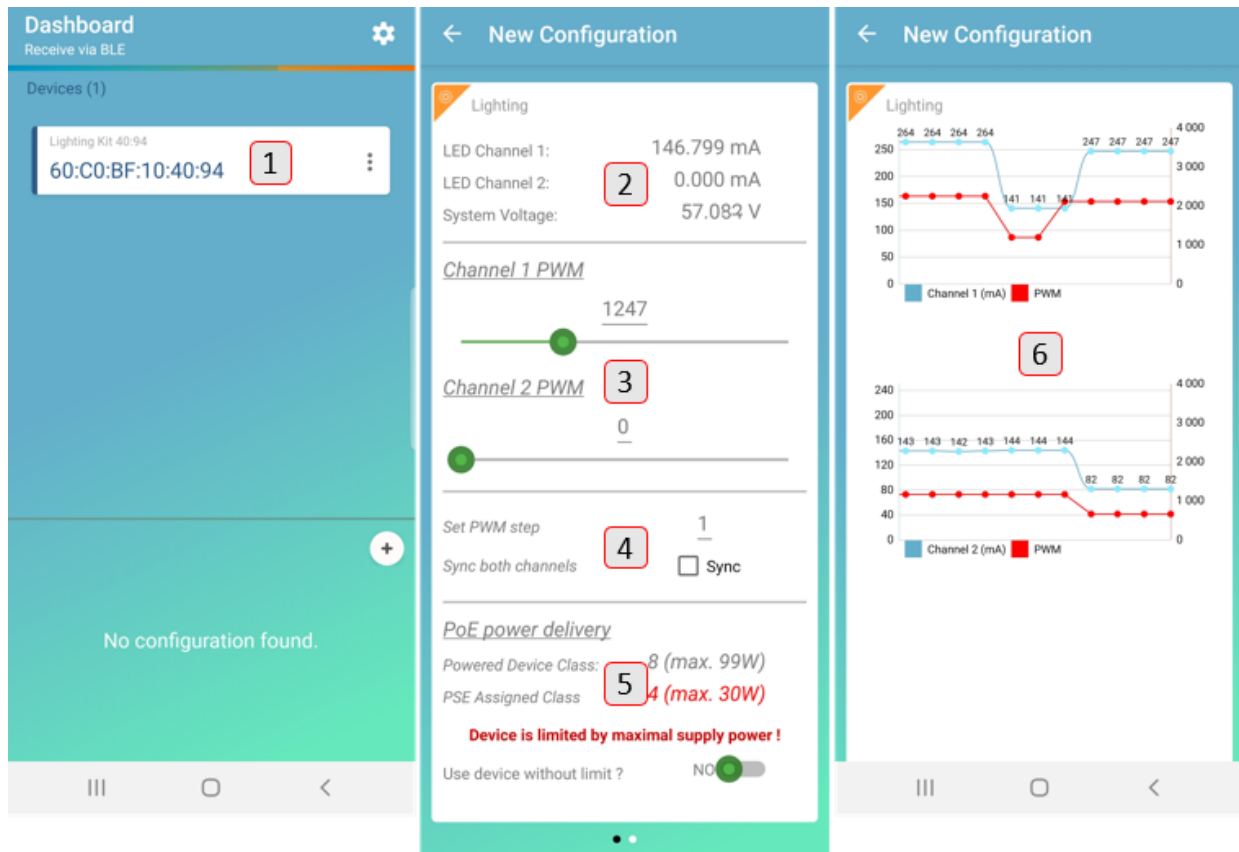 Dashboard
Receive via BLE
Devices (1)
Lighting Kit 40:94
60:C0:BF:10:40:94
1
+
No configuration found.
New Configuration
Lighting
LED Channel 1: 146.799 mA
LED Channel 2: 0.000 mA
System Voltage: 57.082 V
2
Channel 1 PWM
1247
3
Channel 2 PWM
0
Set PWM step 1
4
Sync both channels Sync
PoE power delivery
Powered Device Class: 8 (max. 99W)
5
PSE Assigned Class 4 (max. 30W)
Device is limited by maximal supply power !
Use device without limit ? NO
New Configuration
Lighting
264 264 264 264 247 247 247 247
141 141 141
250
200
150
100
50
0
4 000
3 000
2 000
1 000
0
Channel 1 (mA) PWM
6
143 143 142 143 144 144 144 82 82 82 82
240
200
160
120
80
40
0
4 000
3 000
2 000
1 000
0
Channel 2 (mA) PWM